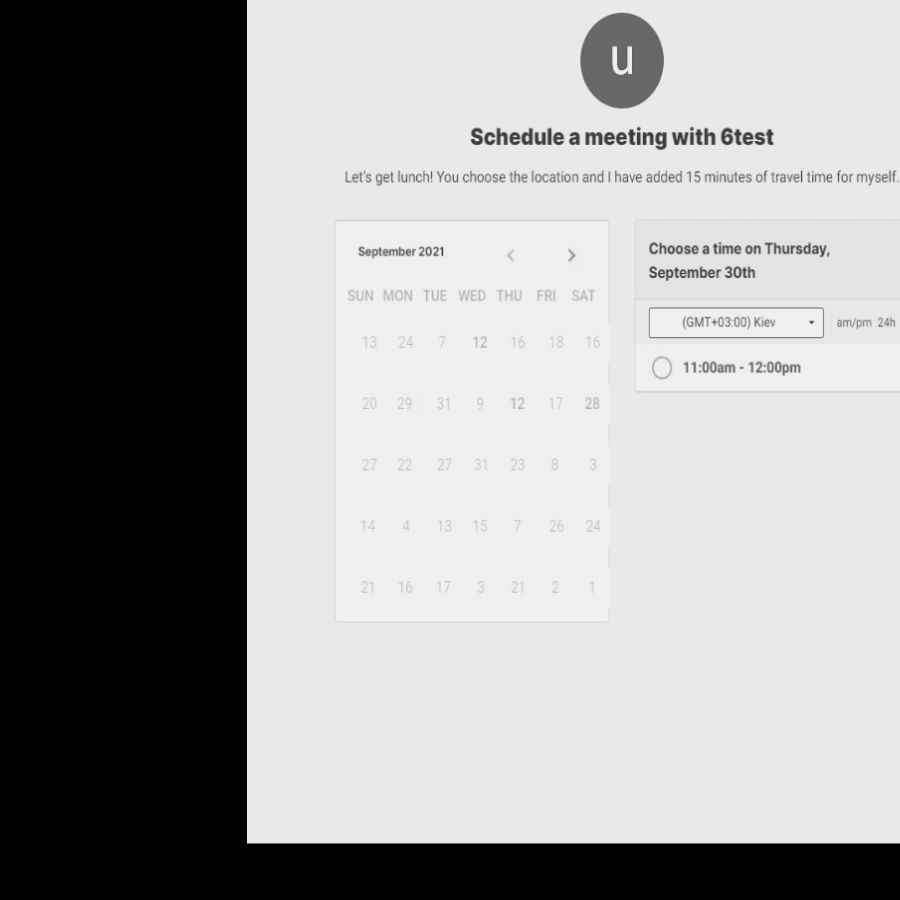 u
Schedule a meeting with 6test
Let's get lunch! You choose the location and I have added 15 minutes of travel time for myself.
September 2021
SUN MON TUE WED THU FRI SAT
13 24 7 12 16 18 16
20 29 31 9 12 17 28
27 22 27 31 23 8 3
14 4 13 15 7 26 24
21 16 17 3 21 2 1
Choose a time on Thursday,
September 30th
(GMT+03:00) Kiev am/pm 24h
11:00am - 12:00pm